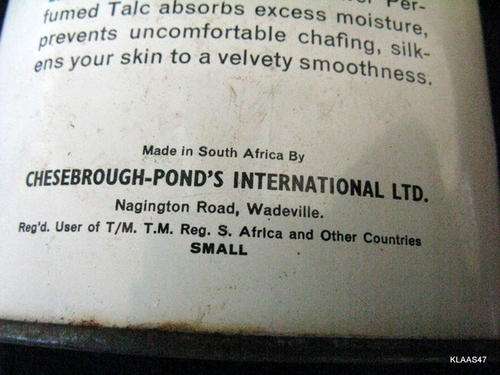 Per-
fumed Talc absorbs excess moisture,
prevents uncomfortable chafing, silk-
ens your skin to a velvety smoothness.
Made in South Africa By
CHESEBROUGH-POND'S INTERNATIONAL LTD.
Nagington Road, Wadeville.
Reg'd. User of T/M. T.M. Reg. S. Africa and Other Countries
SMALL
KLAAS47